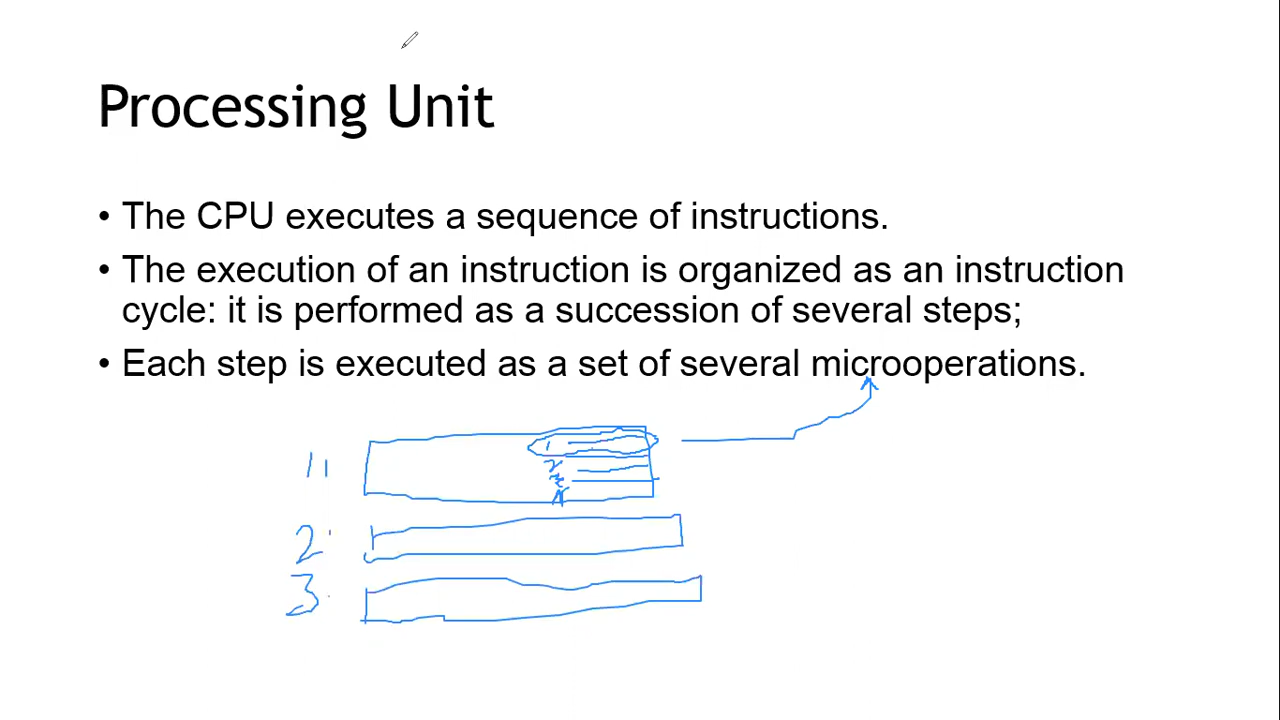 Processing Unit
• The CPU executes a sequence of instructions.
• The execution of an instruction is organized as an instruction
cycle: it is performed as a succession of several steps;
• Each step is executed as a set of several microoperations.
1
1
2
2
3